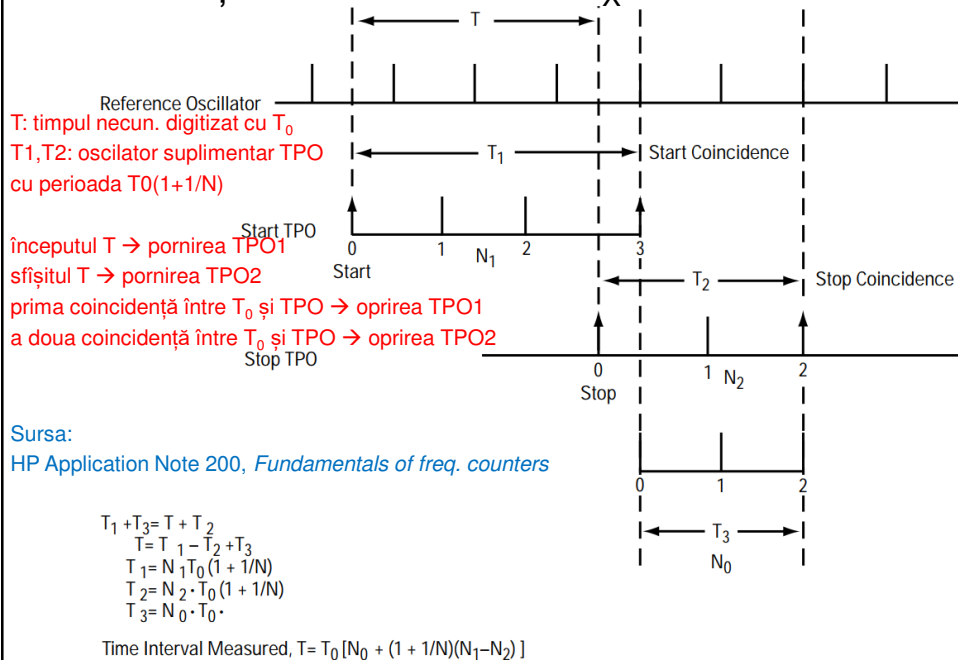 T
Reference Oscillator
T: timpul necun. digitizat cu T₀
T1,T2: oscilator suplimentar TPO
cu perioada T0(1+1/N)
T₁
Start Coincidence
Start TPO
0
1
N₁
2
3
Start
începutul T → pornirea TPO1
sfîșitul T → pornirea TPO2
prima coincidență între T₀ și TPO → oprirea TPO1
a doua coincidență între T₀ și TPO → oprirea TPO2
T₂
Stop Coincidence
Stop TPO
0
1
N₂
2
Stop
Sursa:
HP Application Note 200, Fundamentals of freq. counters
0
1
2
T₃
N₀
T₁ +T₃= T + T₂
T= T₁ – T₂ +T₃
T₁= N₁T₀(1 + 1/N)
T₂= N₂·T₀(1 + 1/N)
T₃= N₀·T₀·
Time Interval Measured, T= T₀[N₀ + (1 + 1/N)(N₁–N₂) ]